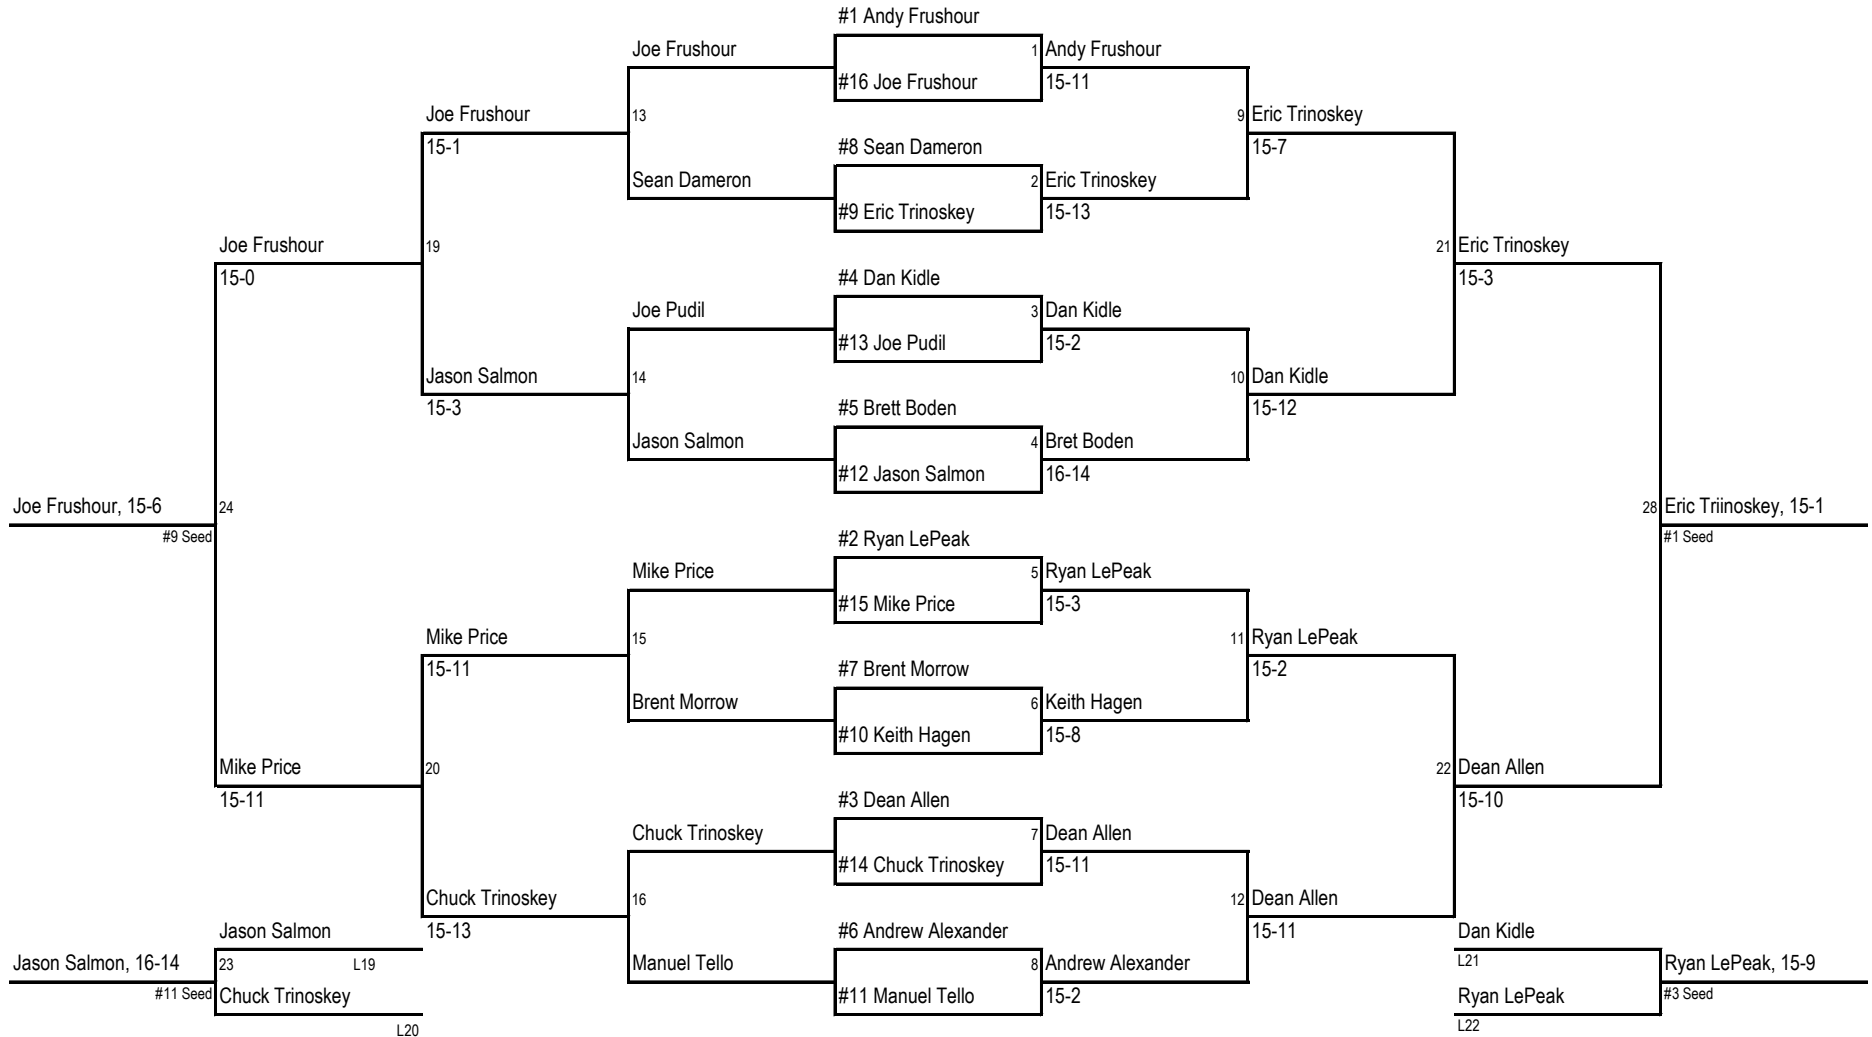 #1 Andy Frushour
Joe Frushour
1 Andy Frushour
#16 Joe Frushour
15-11
Joe Frushour
13
9 Eric Trinoskey
15-1
#8 Sean Dameron
15-7
Sean Dameron
2 Eric Trinoskey
#9 Eric Trinoskey
15-13
Joe Frushour
19
21 Eric Trinoskey
15-0
#4 Dan Kidle
15-3
Joe Pudil
3 Dan Kidle
#13 Joe Pudil
15-2
Jason Salmon
14
10 Dan Kidle
15-3
#5 Brett Boden
15-12
Jason Salmon
4 Bret Boden
#12 Jason Salmon
16-14
Joe Frushour, 15-6
24
28 Eric Triinoskey, 15-1
#9 Seed
#2 Ryan LePeak
#1 Seed
Mike Price
5 Ryan LePeak
#15 Mike Price
15-3
Mike Price
15
11 Ryan LePeak
15-11
#7 Brent Morrow
15-2
Brent Morrow
6 Keith Hagen
#10 Keith Hagen
15-8
Mike Price
20
22 Dean Allen
15-11
#3 Dean Allen
15-10
Chuck Trinoskey
7 Dean Allen
#14 Chuck Trinoskey
15-11
Chuck Trinoskey
16
12 Dean Allen
Jason Salmon
15-13
#6 Andrew Alexander
15-11
Dan Kidle
Jason Salmon, 16-14
23
L19
Manuel Tello
8 Andrew Alexander
L21
Ryan LePeak, 15-9
#11 Seed
Chuck Trinoskey
#11 Manuel Tello
15-2
Ryan LePeak
#3 Seed
L20
L22